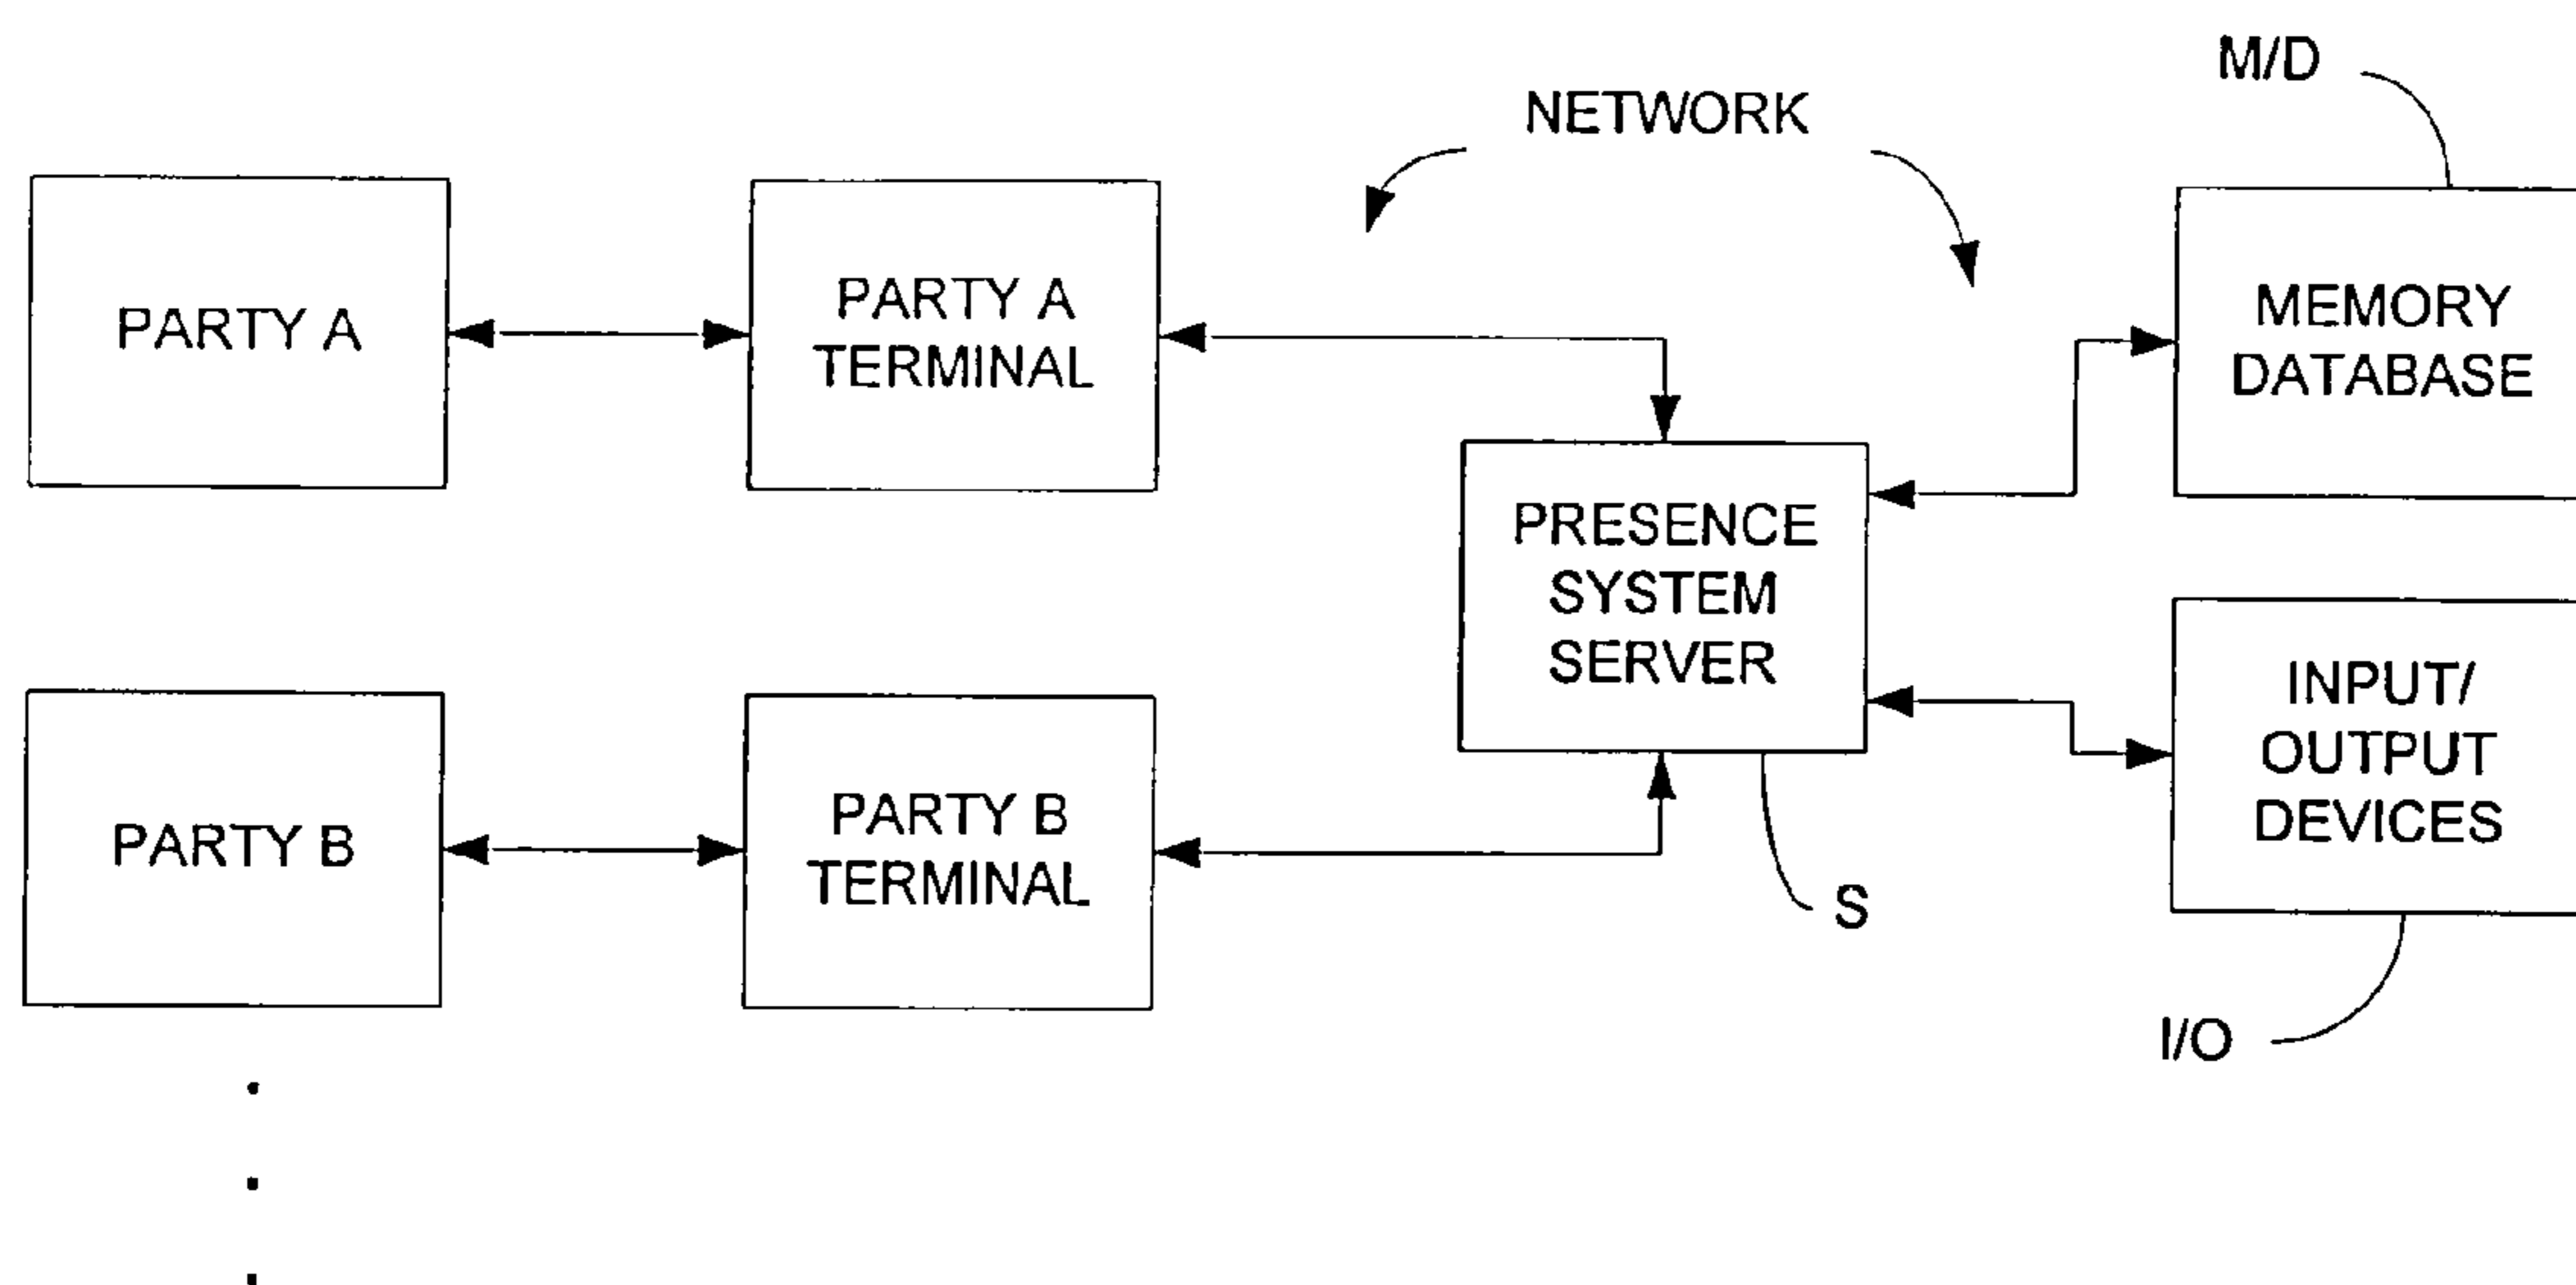 M/D
NETWORK
PARTY A
PARTY A
TERMINAL
MEMORY
DATABASE
PRESENCE
SYSTEM
SERVER
INPUT/
OUTPUT
DEVICES
PARTY B
PARTY B
TERMINAL
S
I/O